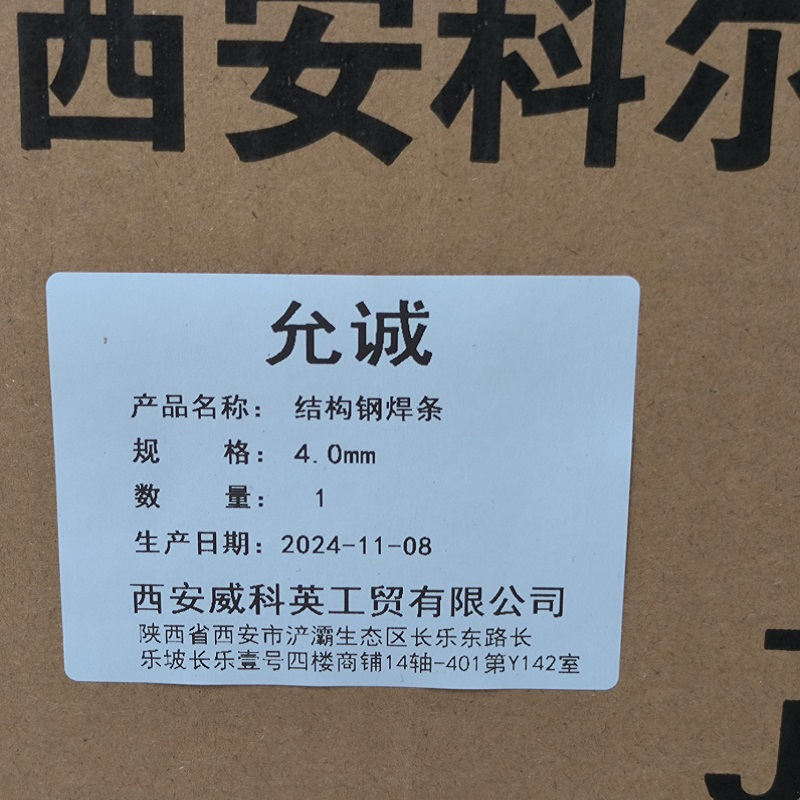 西安科尔
允诚
产品名称： 结构钢焊条
规 格： 4.0mm
数 量： 1
生产日期：2024-11-08
西安威科英工贸有限公司
陕西省西安市浐灞生态区长乐东路长
乐坡长乐壹号四楼商铺14轴-401第Y142室